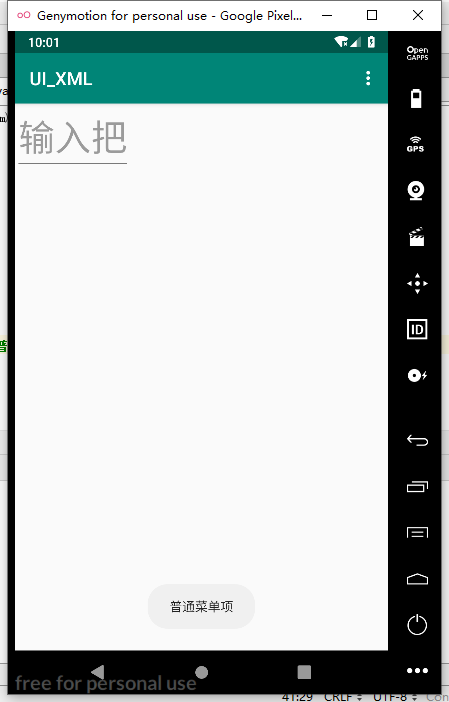 Genymotion for personal use - Google Pixel...
Open
GAPPS
10:01
UI_XML
GPS
输入把
ID
普通菜单项
free for personal use
41:29 CRLF UTF-8 Con